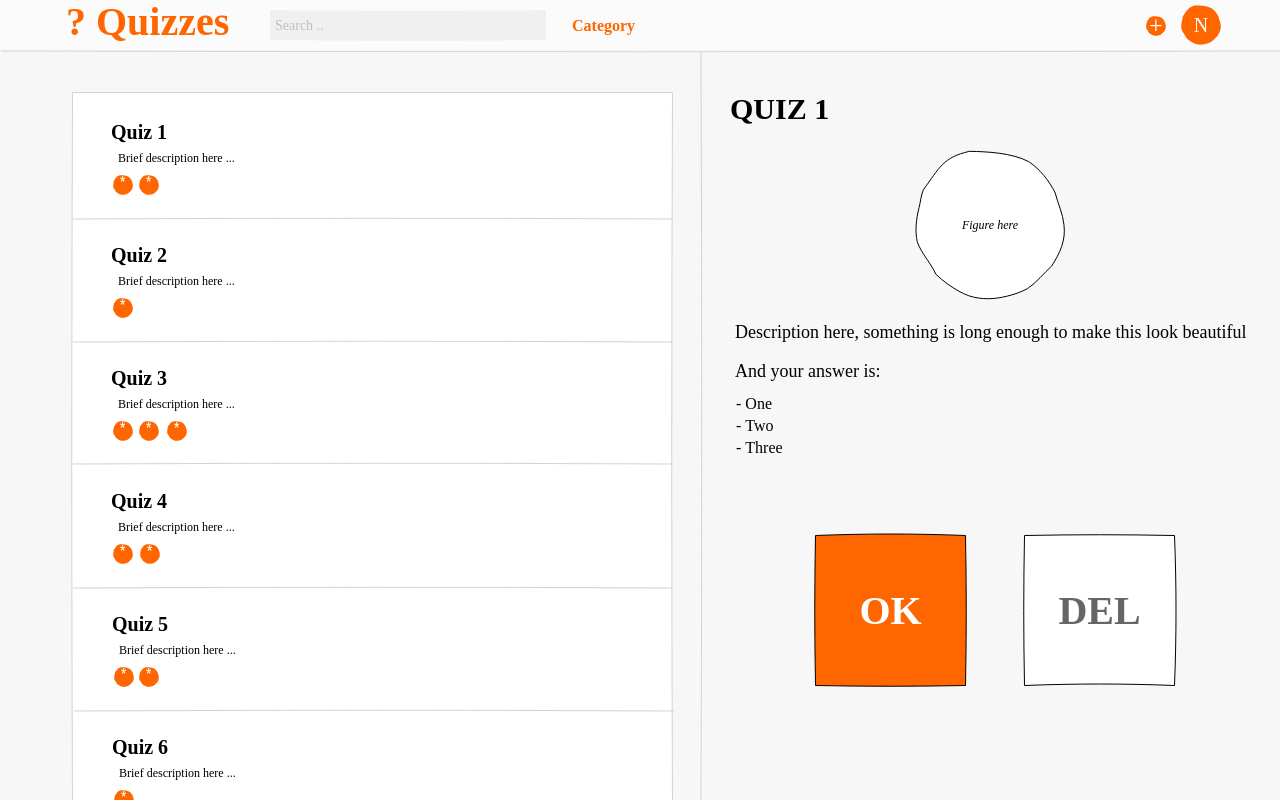 ? Quizzes
Search ..
Category
+
N
Quiz 1
Brief description here ...
* *
Quiz 2
Brief description here ...
*
Quiz 3
Brief description here ...
* * *
Quiz 4
Brief description here ...
* *
Quiz 5
Brief description here ...
* *
Quiz 6
Brief description here ...
*
QUIZ 1
Figure here
Description here, something is long enough to make this look beautiful
And your answer is:
- One
- Two
- Three
OK
DEL